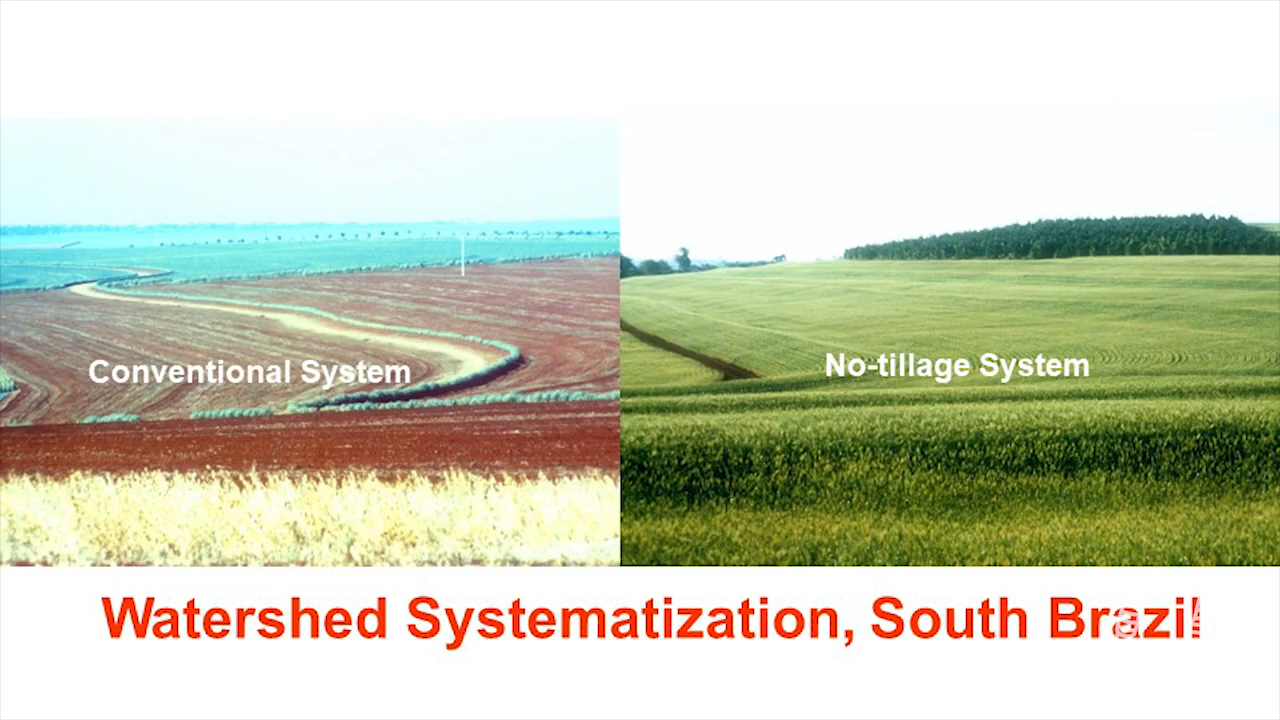 Conventional System
No-tillage System
Watershed Systematization, South Brazil